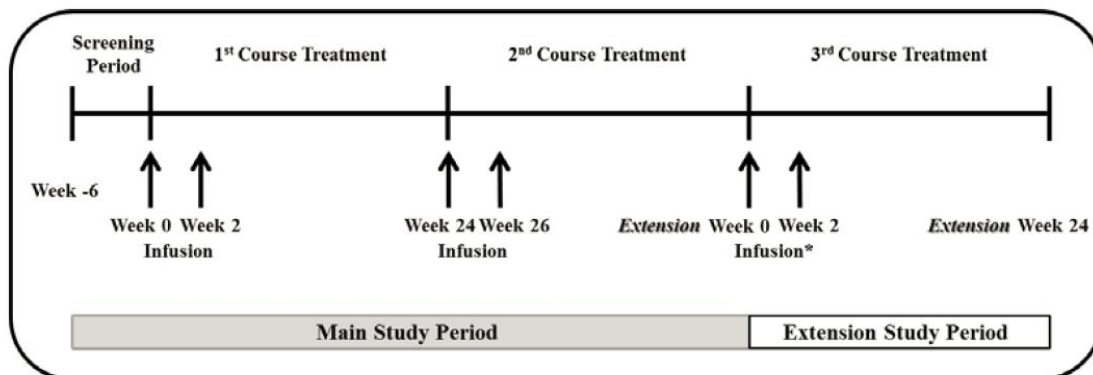 Screening
Period
1st Course Treatment
2nd Course Treatment
3rd Course Treatment
Week -6
Week 0 Week 2
Infusion
Week 24 Week 26
Infusion
Extension Week 0 Week 2
Infusion*
Extension Week 24
Main Study Period
Extension Study Period